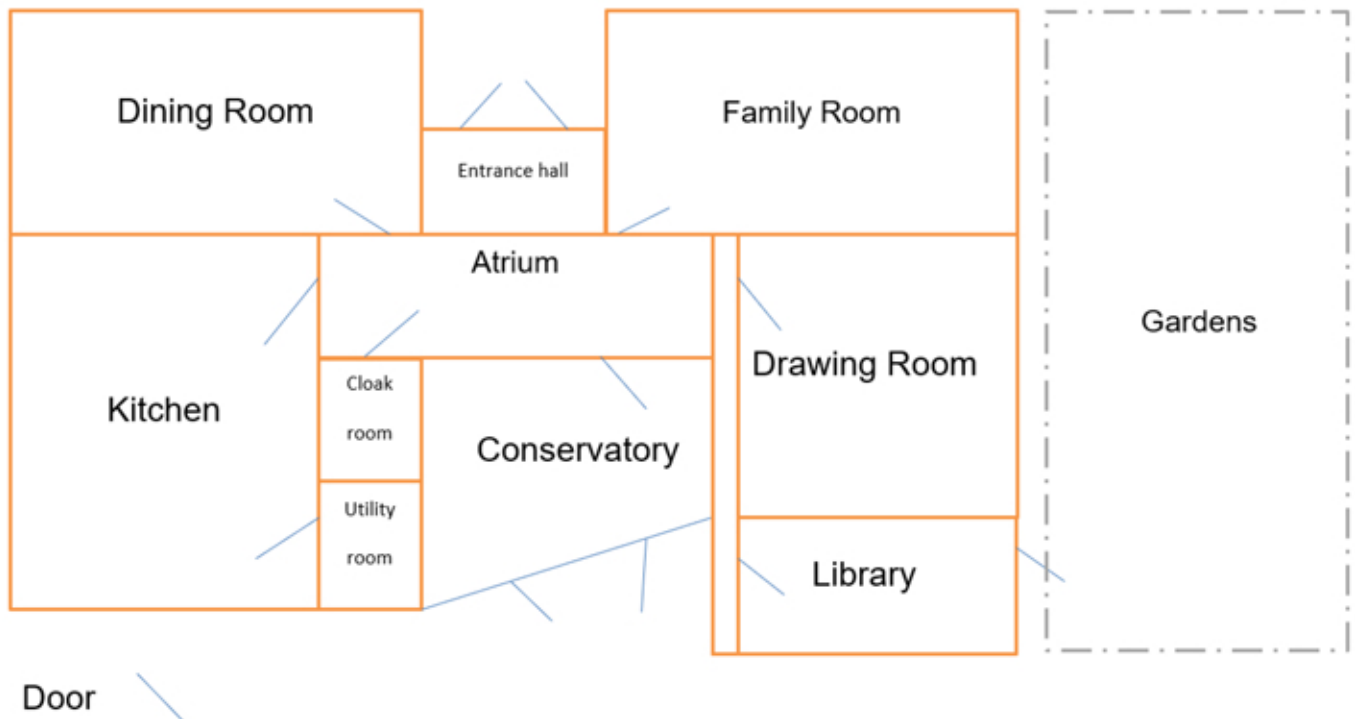 Dining Room
Family Room
Entrance hall
Atrium
Gardens
Drawing Room
Cloak
room
Kitchen
Conservatory
Utility
room
Library
Door